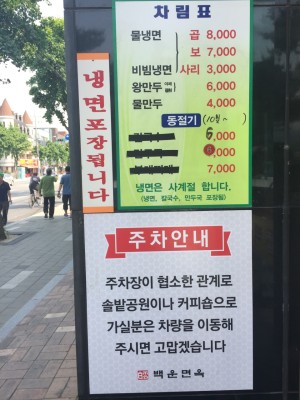 차림표
물냉면 곱 8,000
보 7,000
비빔냉면 사리 3,000
왕만두 6,000
물만두 4,000
동절기 (10월~)
6,000
,000
7,000
냉면은 사계절 합니다.
(냉면, 칼국수, 만두국 포장됨)
냉면포장됩니다
주차안내
주차장이 협소한 관계로
솔밭공원이나 커피숍으로
가실분은 차량을 이동해
주시면 고맙겠습니다
백운면옥